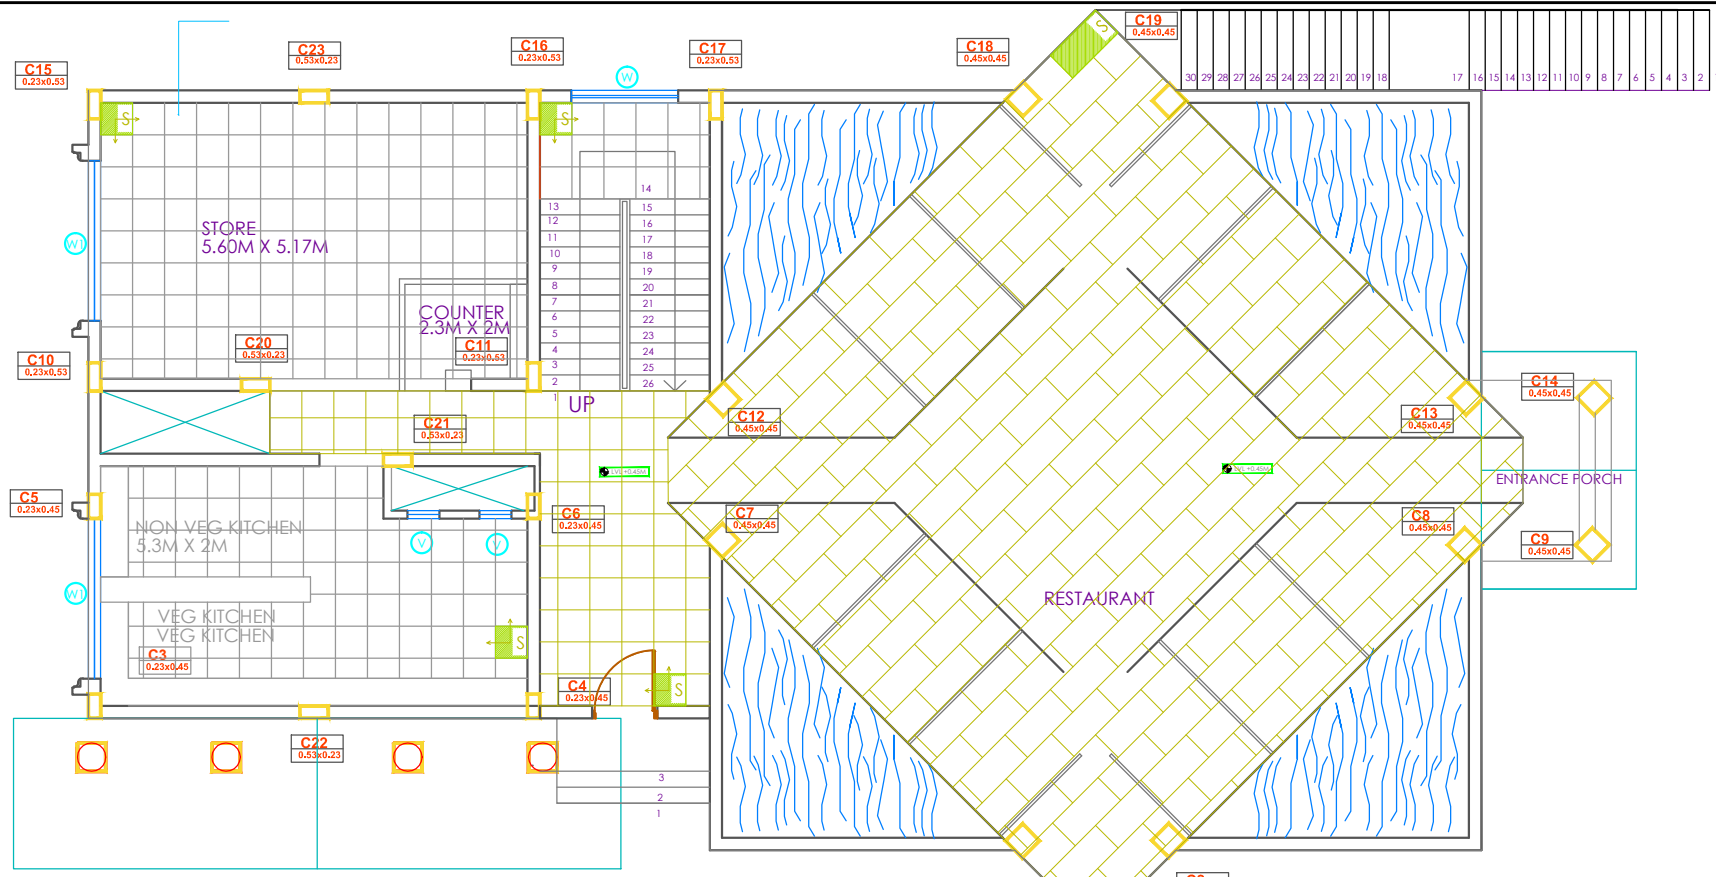 C19
0.45x0.45
C18
0.45x0.45
C16
0.23x0.53
C17
0.23x0.53
C23
0.53x0.23
C15
0.23x0.53
W
S
S
S
30 29 28 27 26 25 24 23 22 21 20 19 18 17 16 15 14 13 12 11 10 9 8 7 6 5 4 3 2
14
13 15
12 16
11 17
10 18
9 19
8 20
7 21
6 22
5 23
4 24
3 25
2 26
1
UP
STORE
5.60M X 5.17M
W1
COUNTER
2.3M X 2M
C20
0.53x0.23
C11
0.23x0.53
C10
0.23x0.53
C14
0.45x0.45
C12
0.45x0.45
C13
0.45x0.45
C21
0.53x0.23
LVL +0.45M
LVL +0.45M
ENTRANCE PORCH
C5
0.23x0.45
C6
0.23x0.45
C7
0.45x0.45
C8
0.45x0.45
C9
0.45x0.45
NON VEG KITCHEN
5.3M X 2M
V
V
W1
RESTAURANT
VEG KITCHEN
VEG KITCHEN
S
C3
0.23x0.45
C4
0.23x0.45
S
C22
0.53x0.23
3
2
1